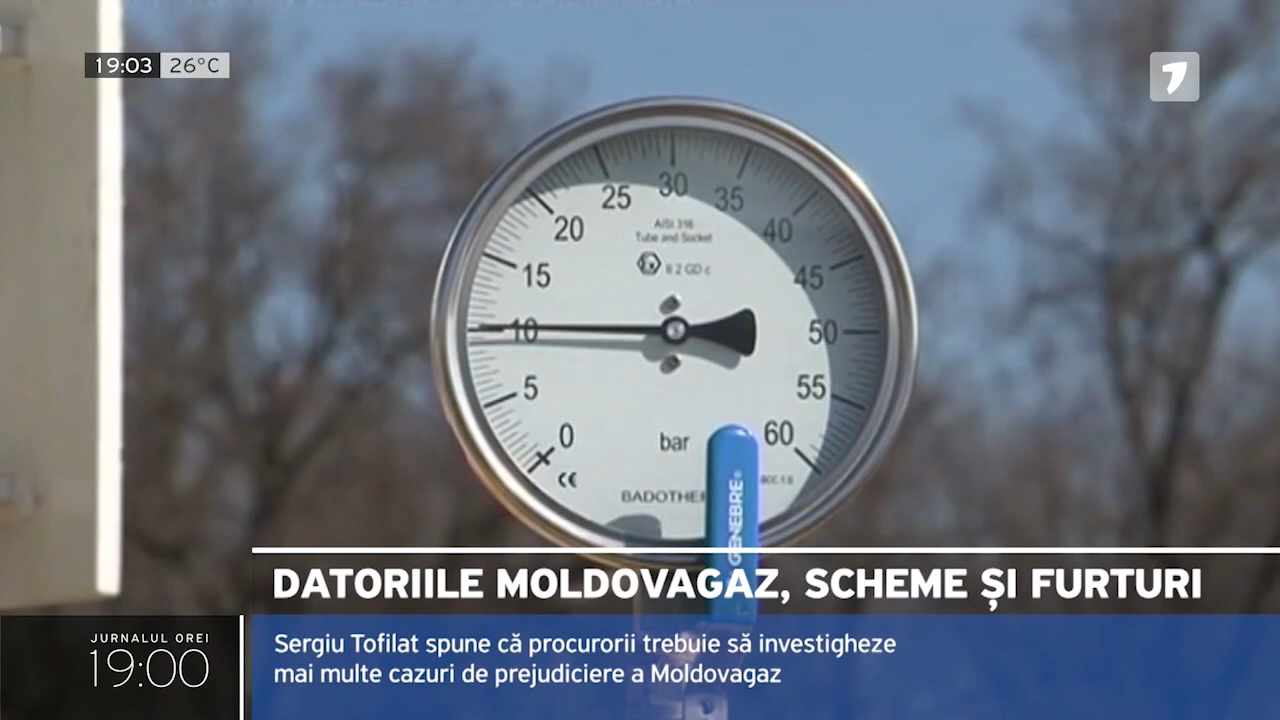 19:03 26°C
7
30
25 35
20 40
AISI 316
Tube and Socket
Ex
15 45
10 50
5 55
0 bar 60
CE
GENEBRE
DATORIILE MOLDOVAGAZ, SCHEME ȘI FURTURI
JURNALUL OREI
19:00
Sergiu Tofilat spune că procurorii trebuie să investigheze
mai multe cazuri de prejudiciere a Moldovagaz